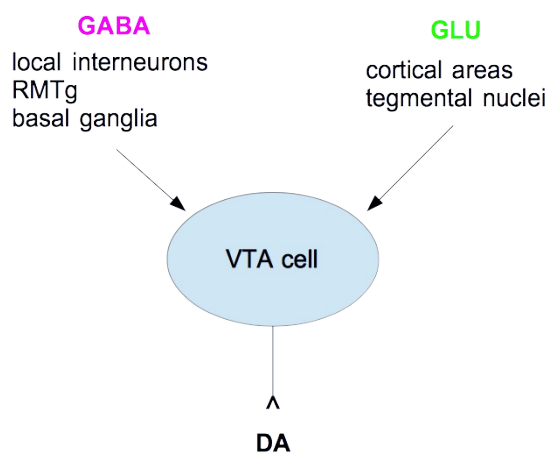 GABA
local interneurons
RMTg
basal ganglia
GLU
cortical areas
tegmental nuclei
VTA cell
DA